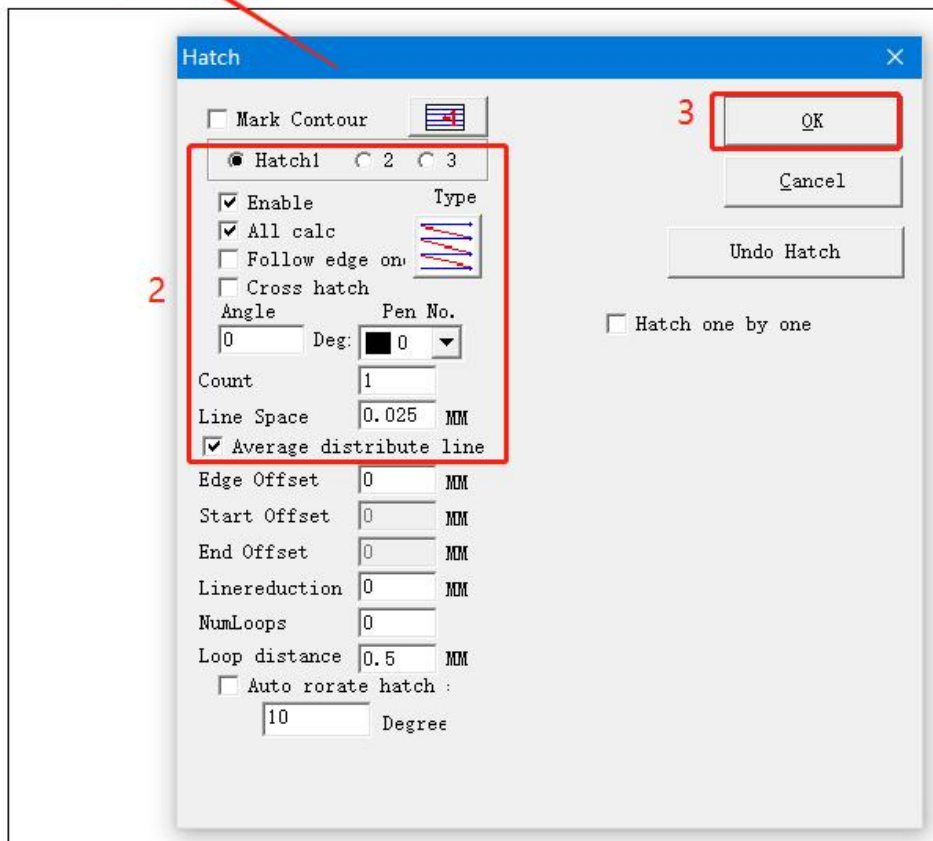 Hatch
Mark Contour
3
OK
Hatch1 2 3
Cancel
Enable Type
All calc
Undo Hatch
Follow edge on
2
Cross hatch
Angle Pen No.
Hatch one by one
0 Deg: 0
Count 1
Line Space 0.025 MM
Average distribute line
Edge Offset 0 MM
Start Offset 0 MM
End Offset 0 MM
Linereduction 0 MM
NumLoops 0
Loop distance 0.5 MM
Auto rorate hatch :
10 Degree